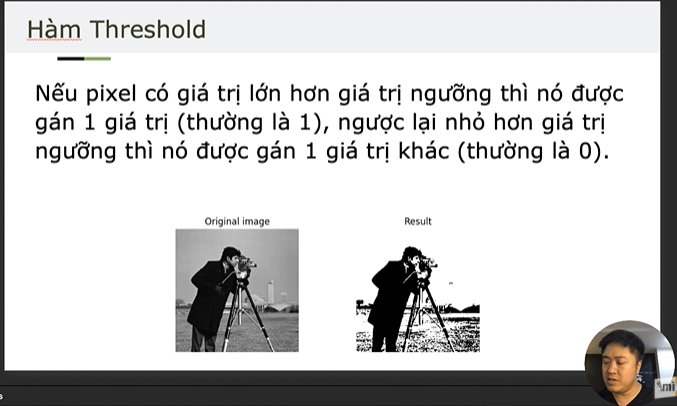 Hàm Threshold
Nếu pixel có giá trị lớn hơn giá trị ngưỡng thì nó được
gán 1 giá trị (thường là 1), ngược lại nhỏ hơn giá trị
ngưỡng thì nó được gán 1 giá trị khác (thường là 0).
Original image
Result